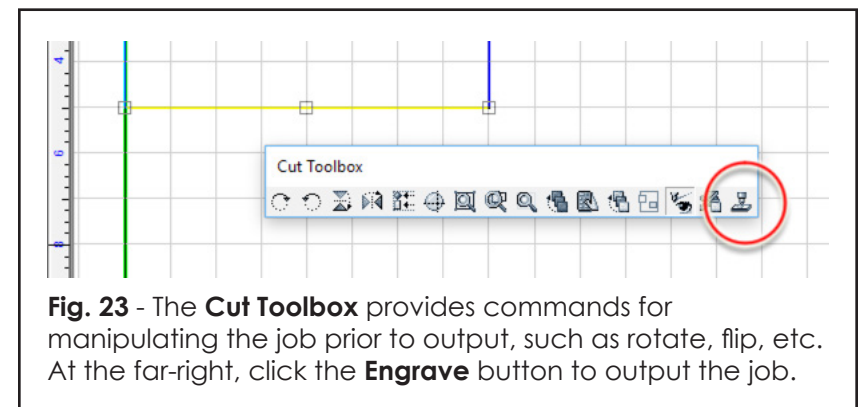 4
6
8
Cut Toolbox
Fig. 23 - The Cut Toolbox provides commands for
manipulating the job prior to output, such as rotate, flip, etc.
At the far-right, click the Engrave button to output the job.